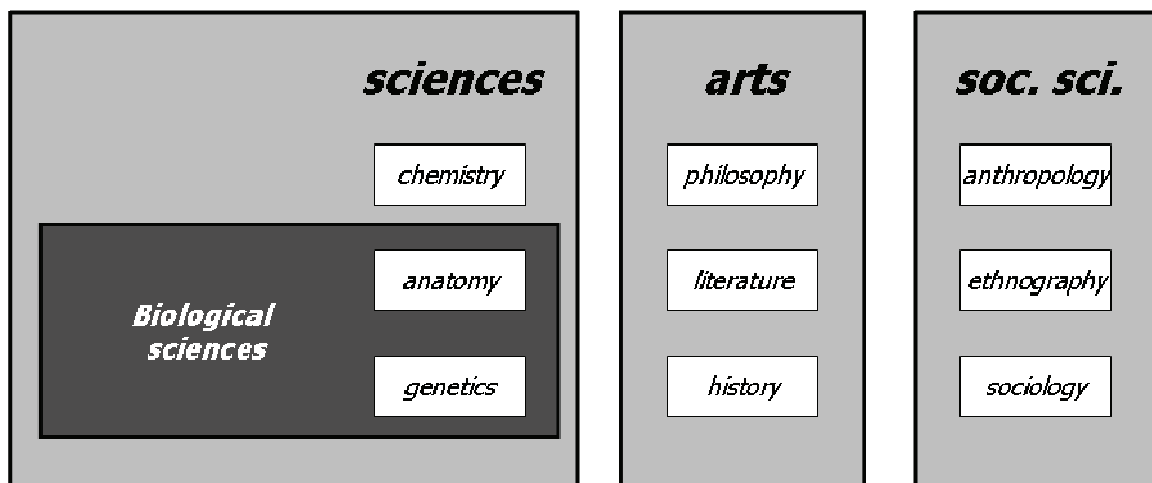 sciences
arts
soc. sci.
chemistry
philosophy
anthropology
Biological
sciences
anatomy
literature
ethnography
genetics
history
sociology